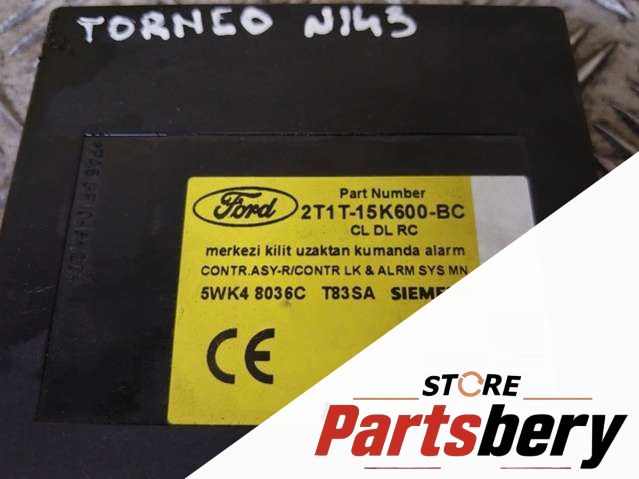 TORNEO N143
Ford
Part Number
2T1T-15K600-BC
CL DL RC
merkezi kilit uzaktan kumanda alarm
CONTR.ASY-R/CONTR LK & ALRM SYS MN
5WK4 8036C T83SA
CE
STORE
Partsbery